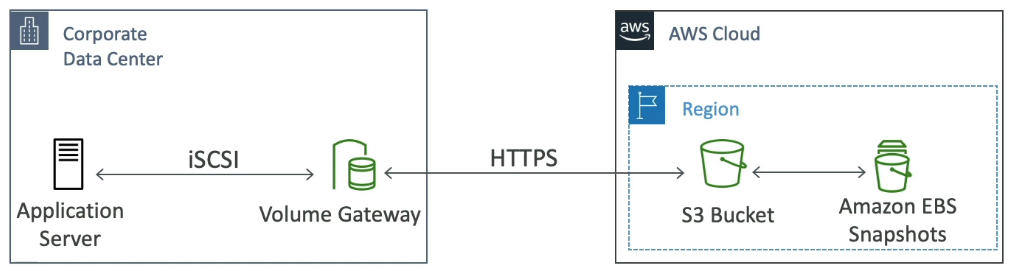 Corporate
Data Center
aws
AWS Cloud
Region
iSCSI
HTTPS
Application
Server
Volume Gateway
S3 Bucket
Amazon EBS
Snapshots